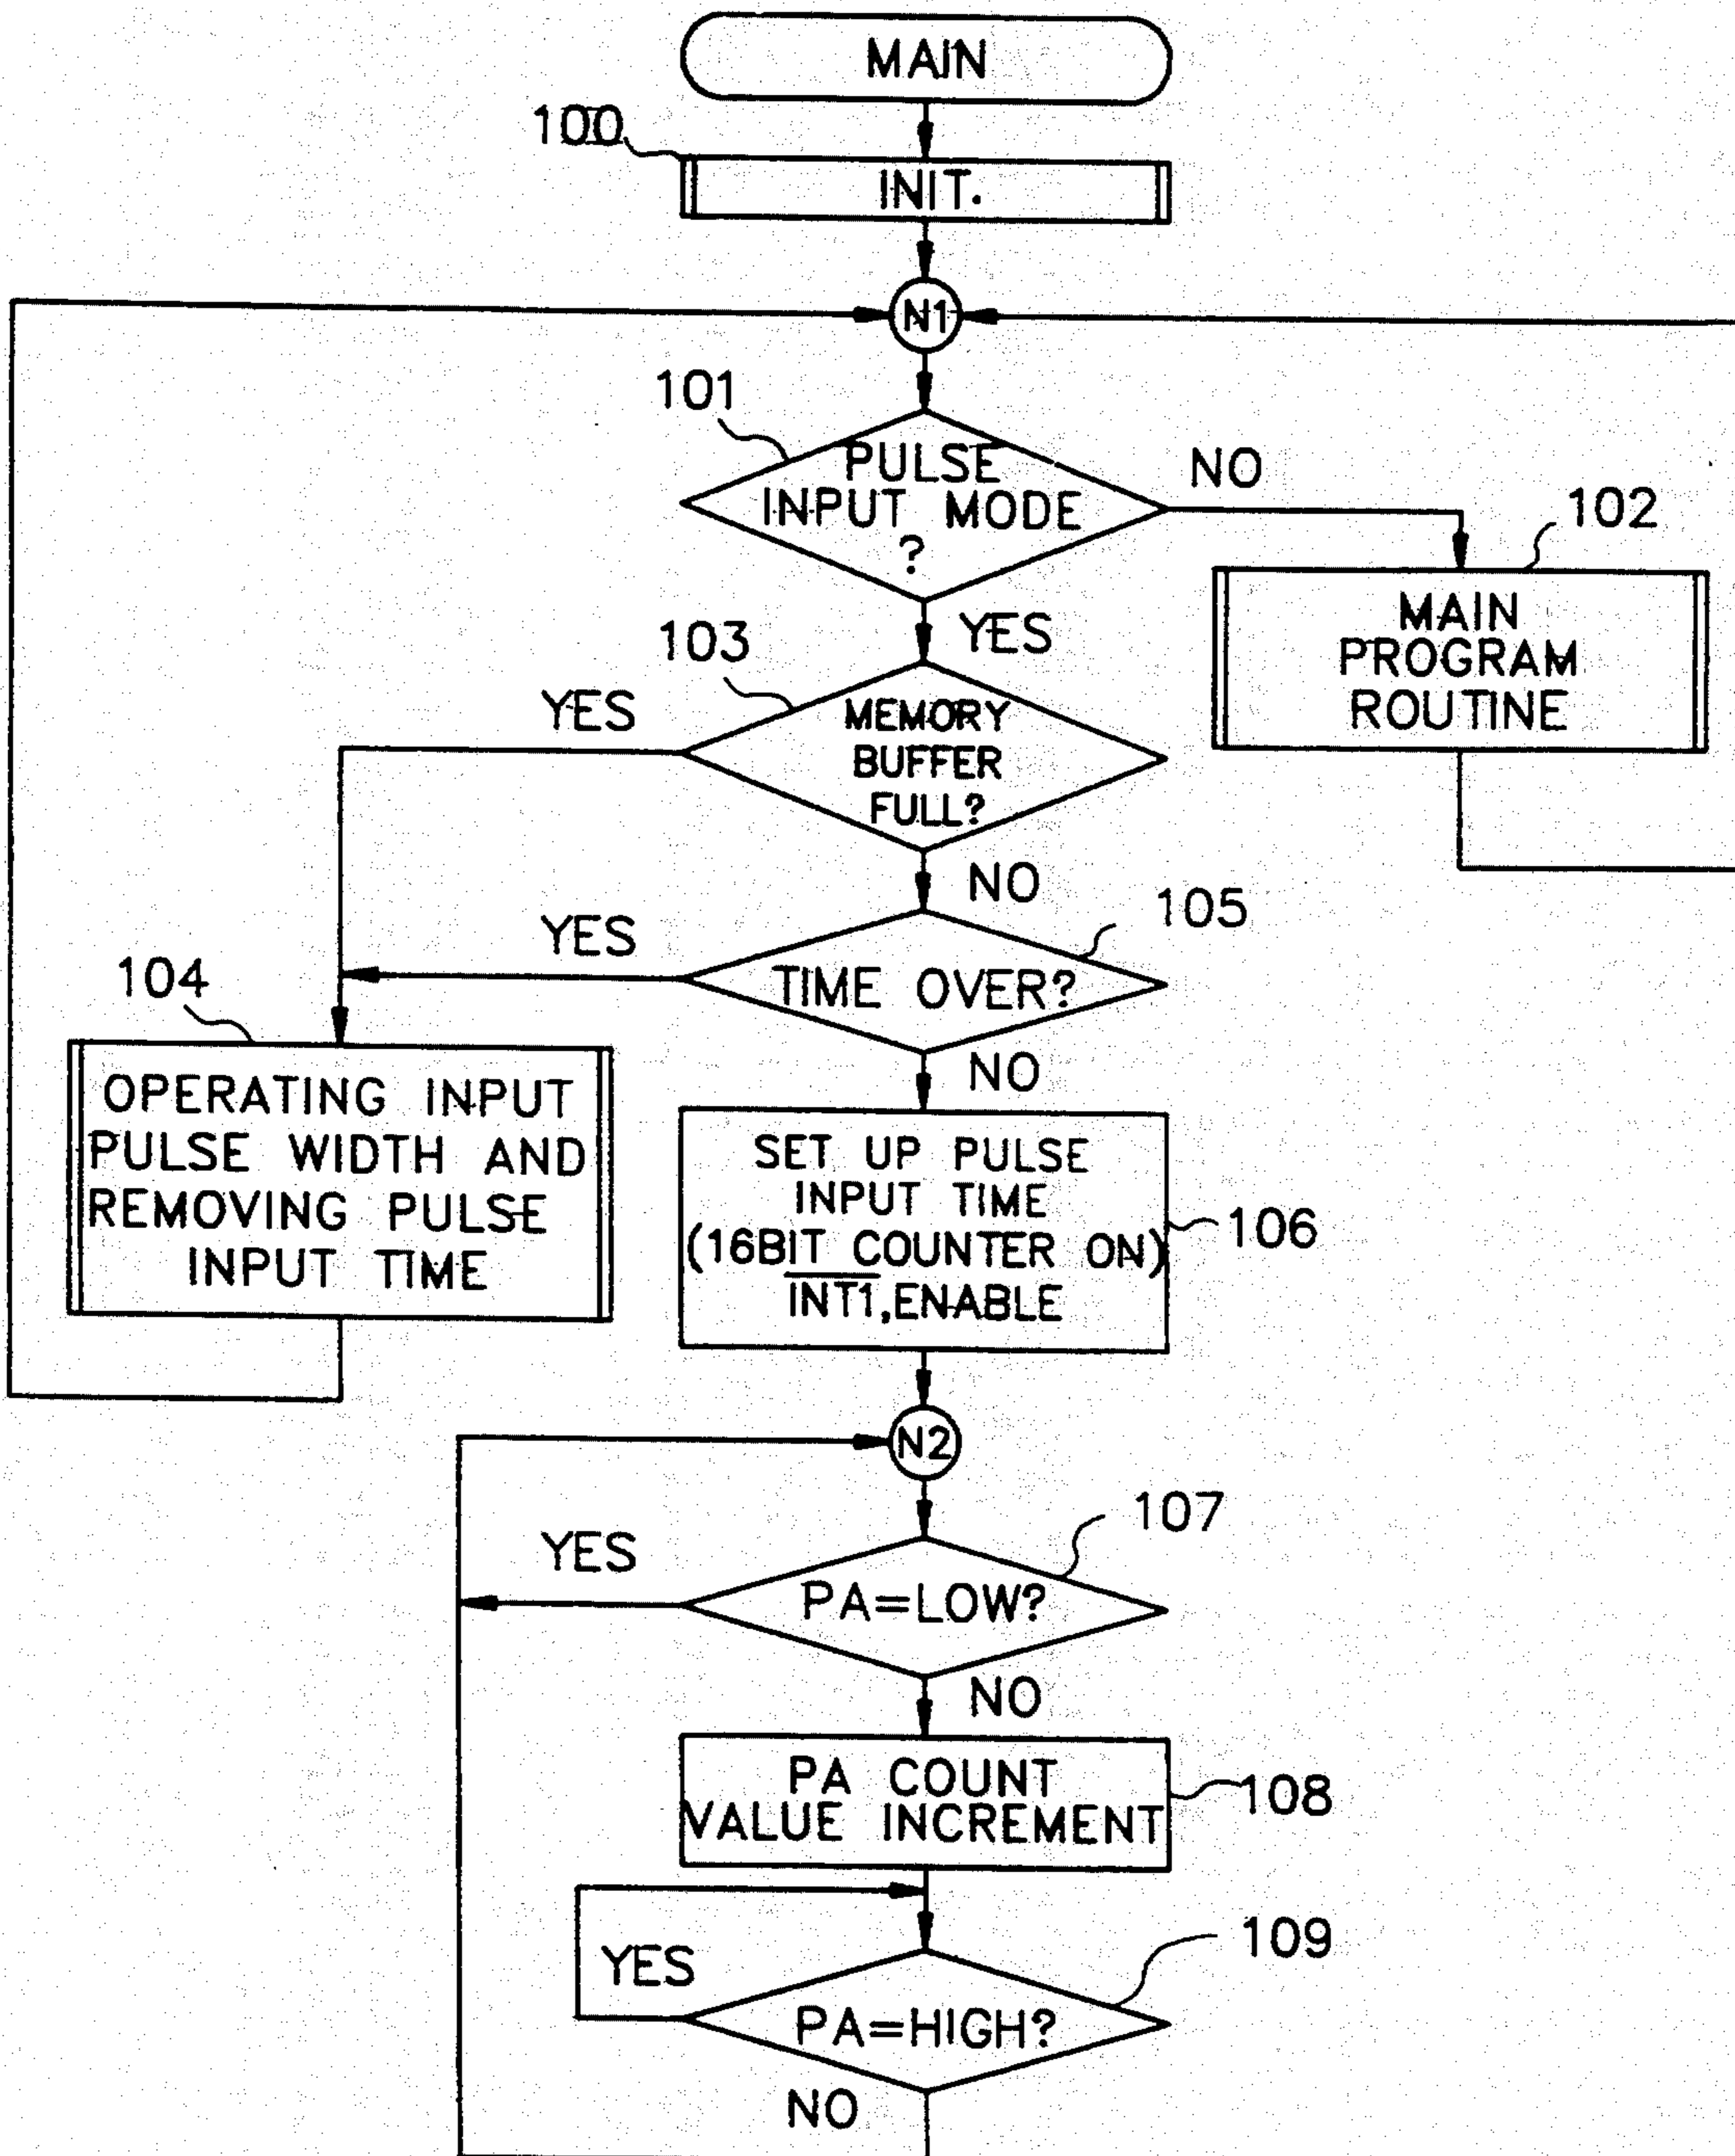 MAIN
100
INIT.
N1
101
PULSE
INPUT MODE
?
NO
102
MAIN
PROGRAM
ROUTINE
YES
103
YES
MEMORY
BUFFER
FULL?
NO
105
YES
TIME OVER?
104
NO
OPERATING INPUT
PULSE WIDTH AND
REMOVING PULSE
INPUT TIME
SET UP PULSE
INPUT TIME
(16BIT COUNTER ON)
I̅N̅T̅1̅,ENABLE
106
N2
107
YES
PA=LOW?
NO
PA COUNT
VALUE INCREMENT
108
109
YES
PA=HIGH?
NO